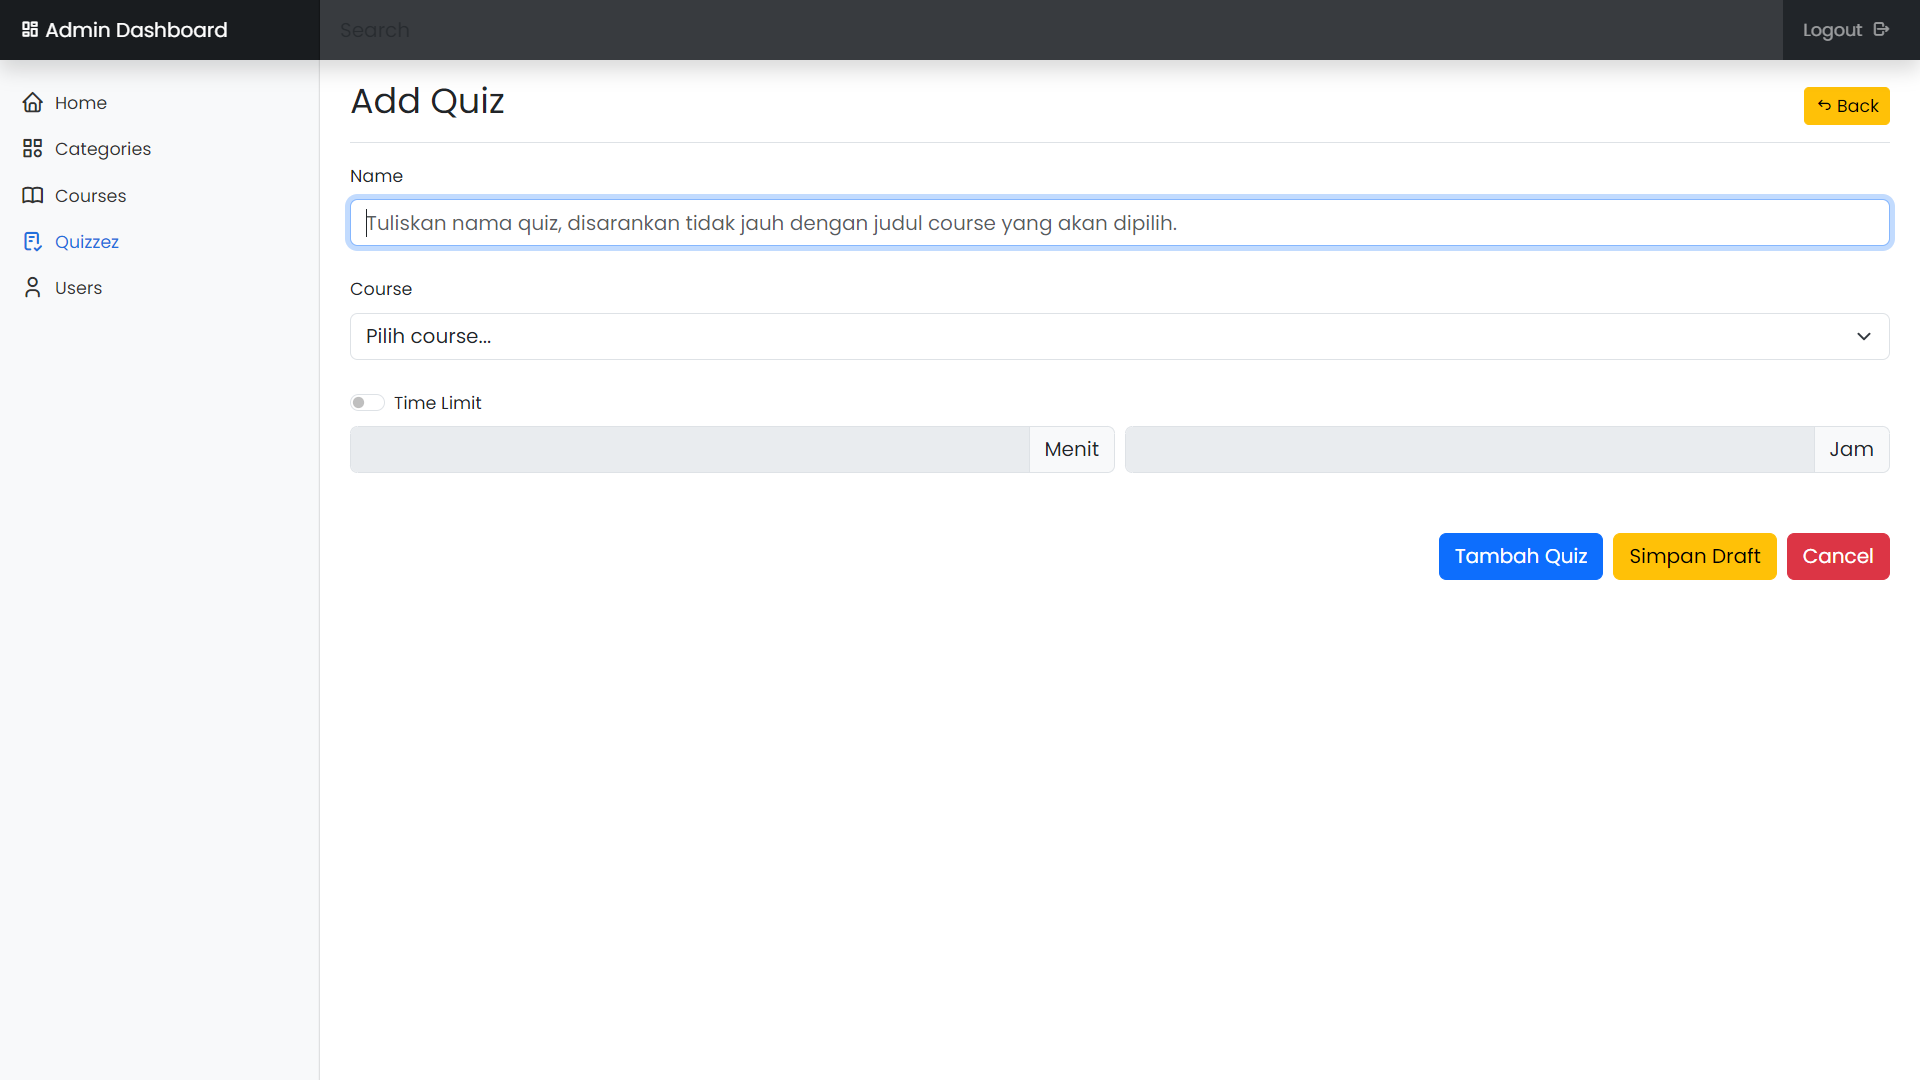 Admin Dashboard
Search
Logout
Home
Categories
Courses
Quizzez
Users
Add Quiz
Back
Name
Tuliskan nama quiz, disarankan tidak jauh dengan judul course yang akan dipilih.
Course
Pilih course...
Time Limit
Menit
Jam
Tambah Quiz
Simpan Draft
Cancel